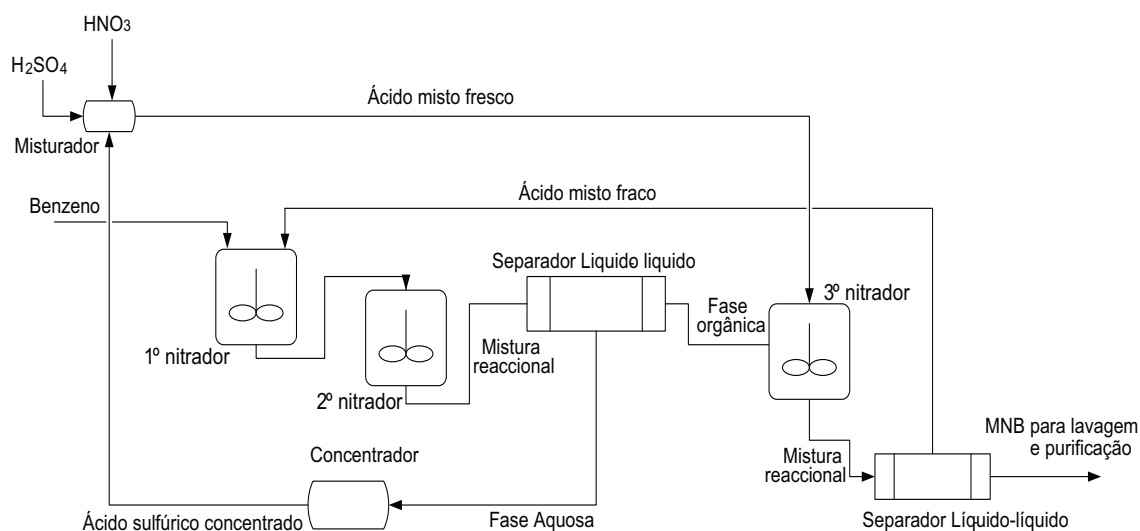 HNO3
H2SO4
Ácido misto fresco
Misturador
Ácido misto fraco
Benzeno
Separador Liquido liquido
3º nitrador
Fase
orgânica
1º nitrador
Mistura
reaccional
2º nitrador
MNB para lavagem
e purificação
Concentrador
Mistura
reaccional
Ácido sulfúrico concentrado
Fase Aquosa
Separador Líquido-líquido